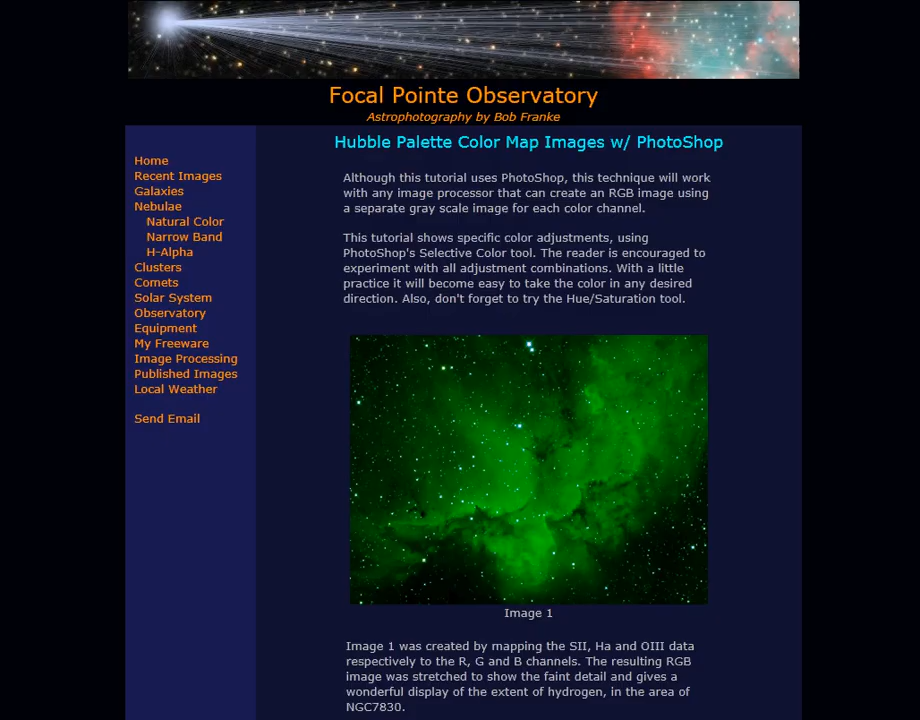 Focal Pointe Observatory
Astrophotography by Bob Franke
Home
Recent Images
Galaxies
Nebulae
Natural Color
Narrow Band
H-Alpha
Clusters
Comets
Solar System
Observatory
Equipment
My Freeware
Image Processing
Published Images
Local Weather
Send Email
Hubble Palette Color Map Images w/ PhotoShop
Although this tutorial uses PhotoShop, this technique will work
with any image processor that can create an RGB image using
a separate gray scale image for each color channel.
This tutorial shows specific color adjustments, using
PhotoShop's Selective Color tool. The reader is encouraged to
experiment with all adjustment combinations. With a little
practice it will become easy to take the color in any desired
direction. Also, don't forget to try the Hue/Saturation tool.
Image 1
Image 1 was created by mapping the SII, Ha and OIII data
respectively to the R, G and B channels. The resulting RGB
image was stretched to show the faint detail and gives a
wonderful display of the extent of hydrogen, in the area of
NGC7830.